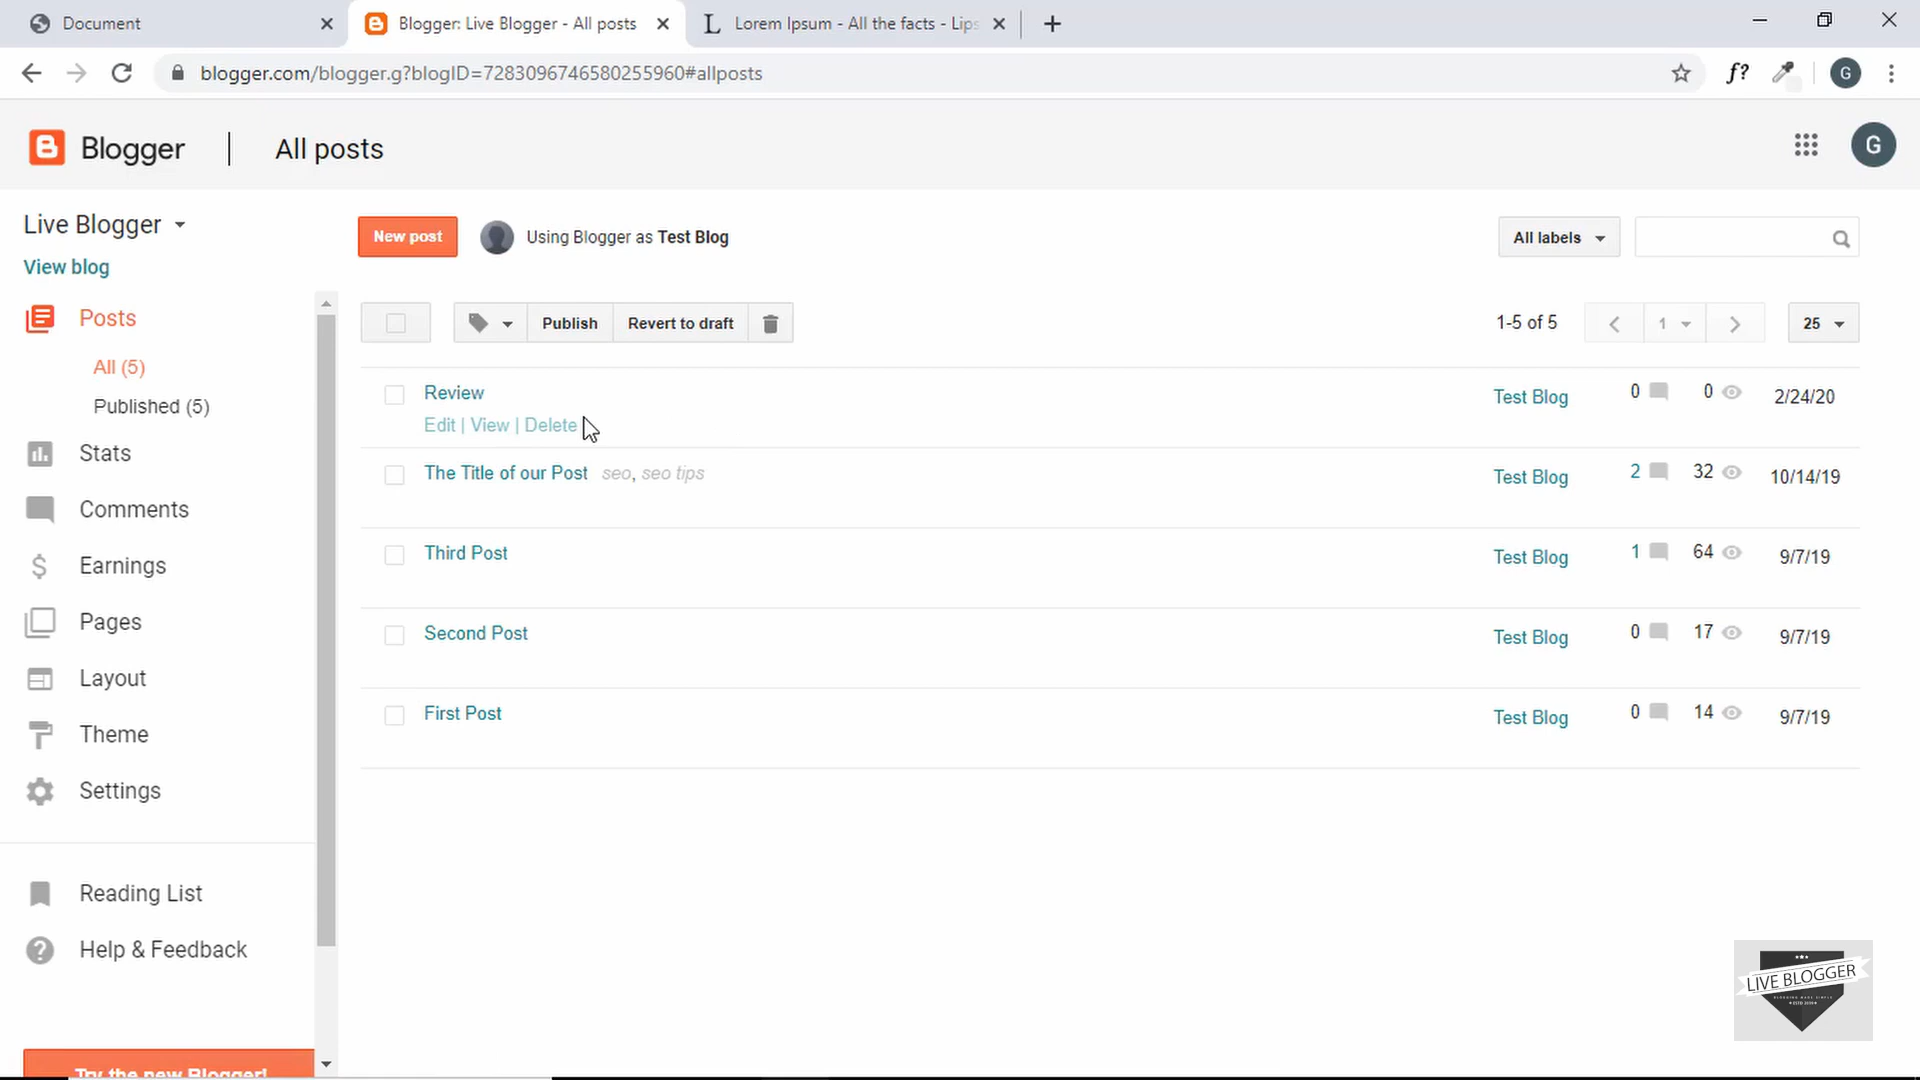 Document
Blogger: Live Blogger - All posts
Lorem Ipsum - All the facts - Lips
blogger.com/blogger.g?blogID=7283096746580255960#allposts
f?
G
Blogger
All posts
G
Live Blogger
View blog
New post
Using Blogger as Test Blog
All labels
Posts
All (5)
Published (5)
Stats
Comments
Earnings
Pages
Layout
Theme
Settings
Reading List
Help & Feedback
Try the new Blogger!
Publish
Revert to draft
1-5 of 5
1
25
Review Test Blog 0 0 2/24/20
Edit | View | Delete
The Title of our Post seo, seo tips Test Blog 2 32 10/14/19
Third Post Test Blog 1 64 9/7/19
Second Post Test Blog 0 17 9/7/19
First Post Test Blog 0 14 9/7/19
LIVE BLOGGER